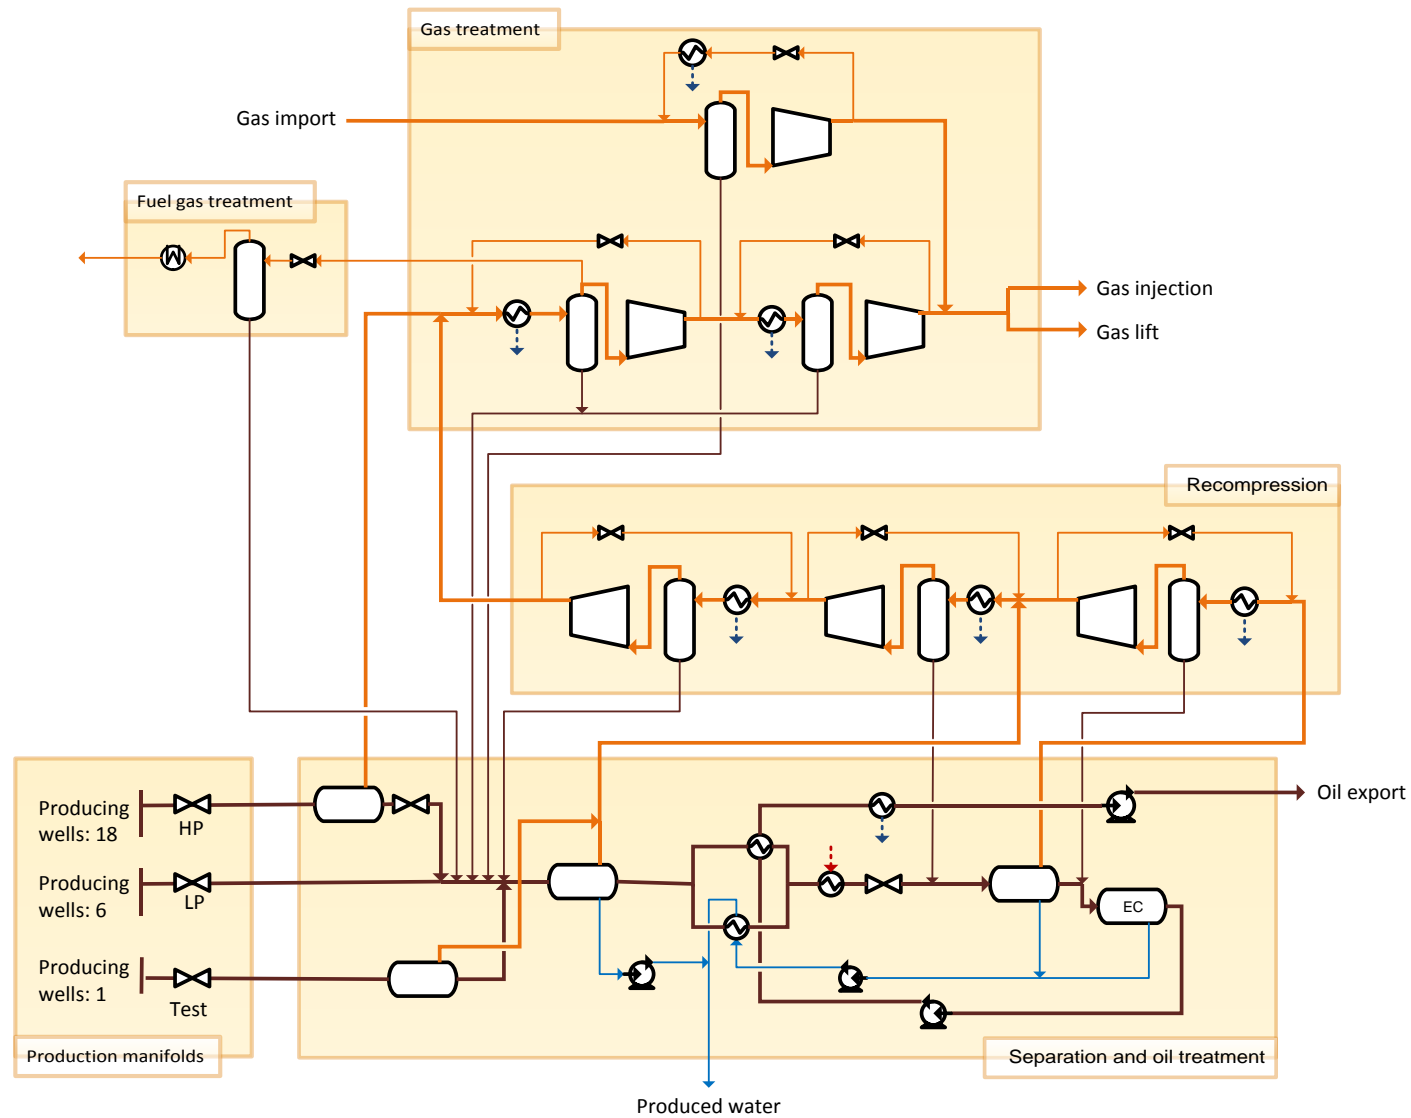 Gas treatment
Gas import
Fuel gas treatment
Gas injection
Gas lift
Recompression
Producing
wells: 18
HP
Oil export
Producing
wells: 6
LP
EC
Producing
wells: 1
Test
Production manifolds
Separation and oil treatment
Produced water